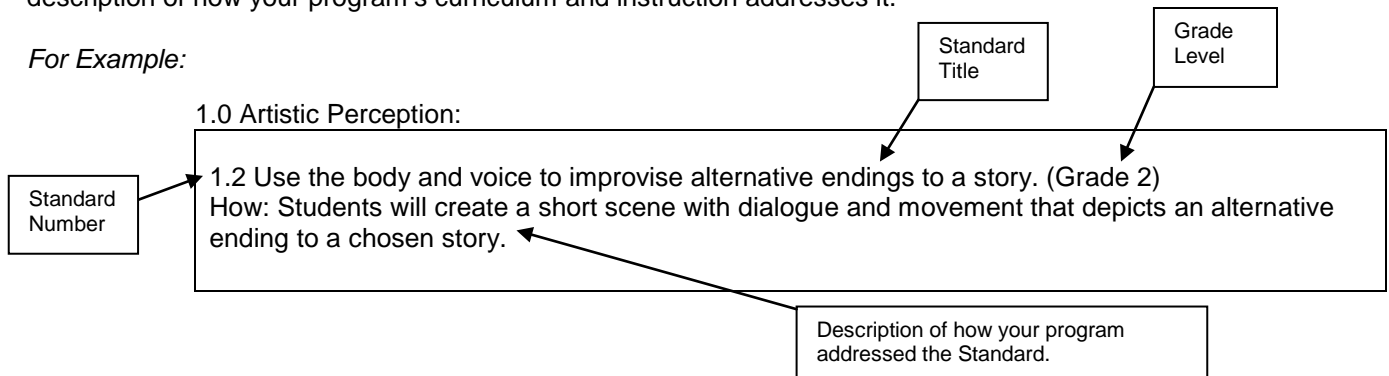 description of how your program's curriculum and instruction addresses it.
For Example:
Standard
Title
Grade
Level
1.0 Artistic Perception:
Standard
Number
1.2 Use the body and voice to improvise alternative endings to a story. (Grade 2)
How: Students will create a short scene with dialogue and movement that depicts an alternative
ending to a chosen story.
Description of how your program
addressed the Standard.